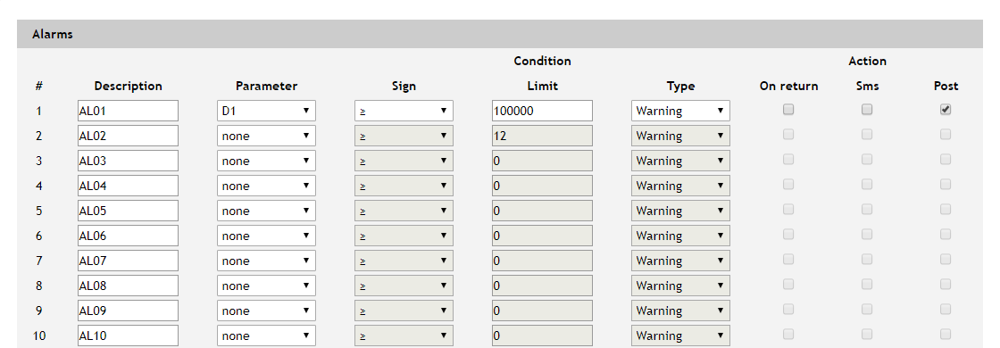 Alarms
Condition Action
# Description Parameter Sign Limit Type On return Sms Post
1 AL01 D1 ≥ 100000 Warning
2 AL02 none ≥ 12 Warning
3 AL03 none ≥ 0 Warning
4 AL04 none ≥ 0 Warning
5 AL05 none ≥ 0 Warning
6 AL06 none ≥ 0 Warning
7 AL07 none ≥ 0 Warning
8 AL08 none ≥ 0 Warning
9 AL09 none ≥ 0 Warning
10 AL10 none ≥ 0 Warning